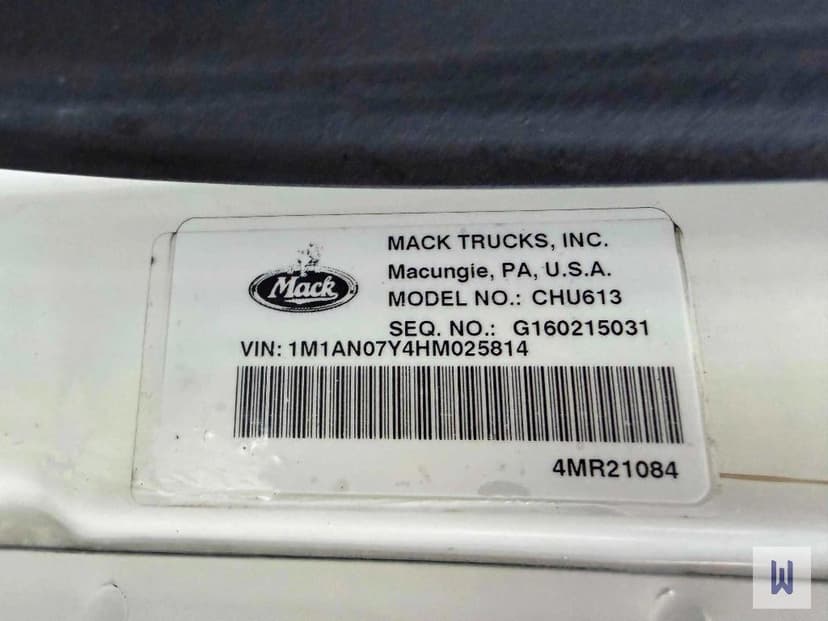 MACK TRUCKS, INC.
Macungie, PA, U.S.A.
Mack
MODEL NO.: CHU613
SEQ. NO.: G160215031
VIN: 1M1AN07Y4HM025814
4MR21084
W